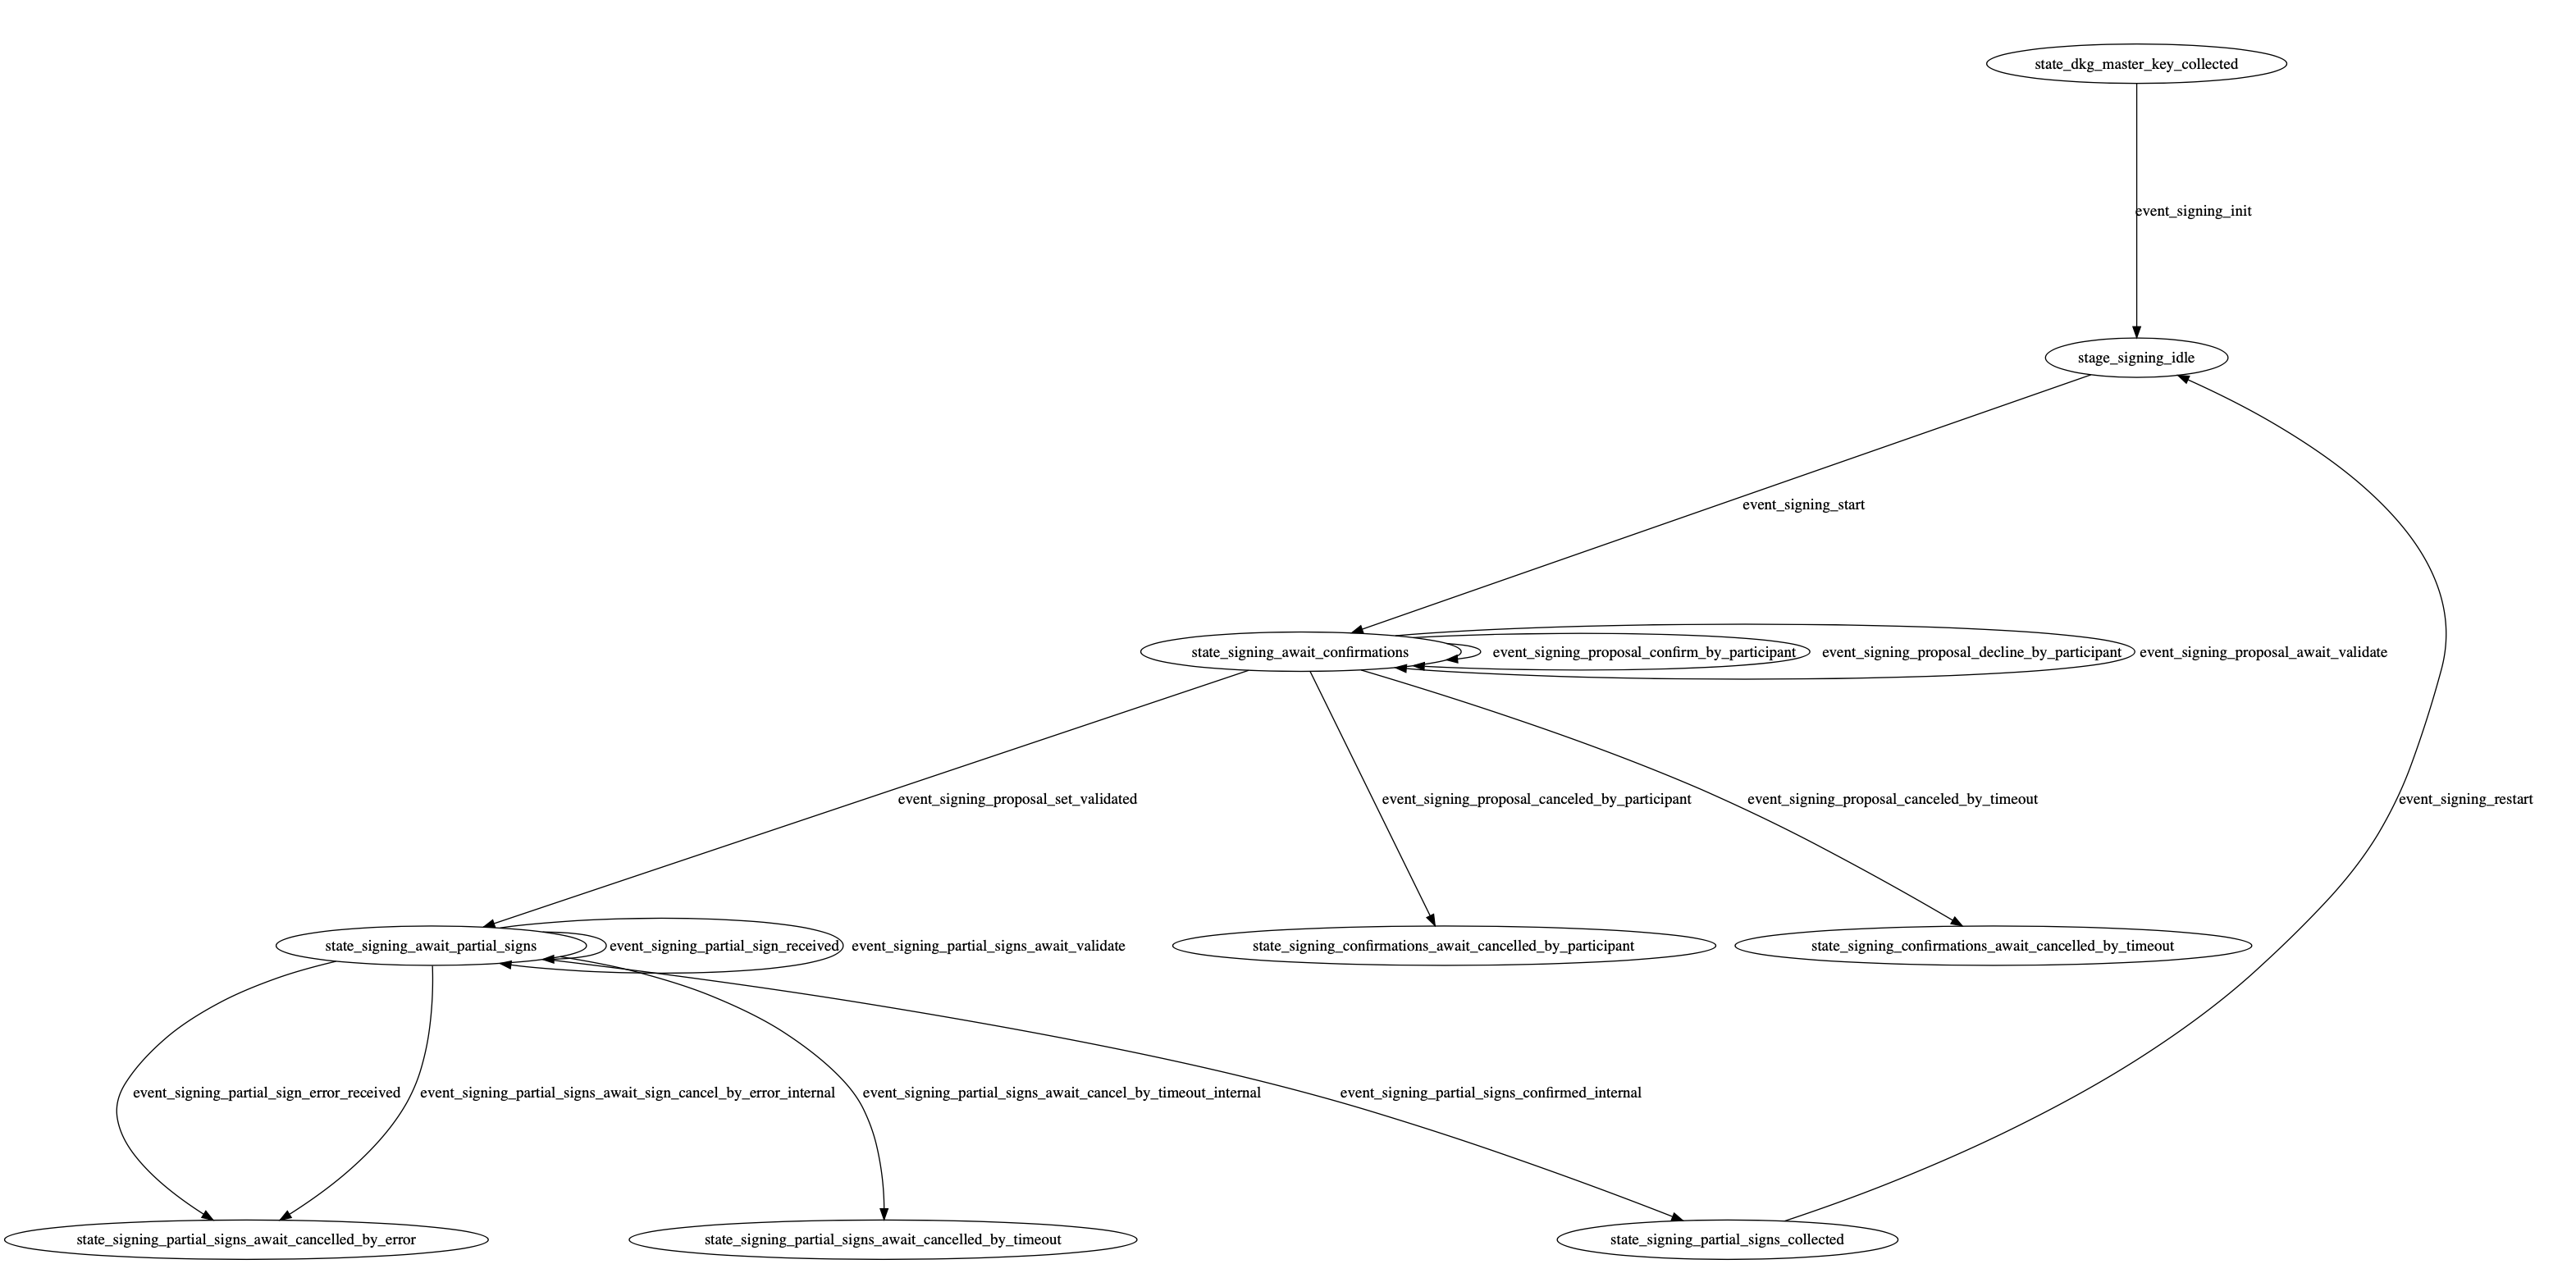 state_dkg_master_key_collected
event_signing_init
stage_signing_idle
event_signing_start
state_signing_await_confirmations
event_signing_proposal_confirm_by_participant
event_signing_proposal_decline_by_participant
event_signing_proposal_await_validate
event_signing_proposal_set_validated
event_signing_proposal_canceled_by_participant
event_signing_proposal_canceled_by_timeout
event_signing_restart
state_signing_await_partial_signs
event_signing_partial_sign_received
event_signing_partial_signs_await_validate
state_signing_confirmations_await_cancelled_by_participant
state_signing_confirmations_await_cancelled_by_timeout
event_signing_partial_sign_error_received
event_signing_partial_signs_await_sign_cancel_by_error_internal
event_signing_partial_signs_await_cancel_by_timeout_internal
event_signing_partial_signs_confirmed_internal
state_signing_partial_signs_await_cancelled_by_error
state_signing_partial_signs_await_cancelled_by_timeout
state_signing_partial_signs_collected